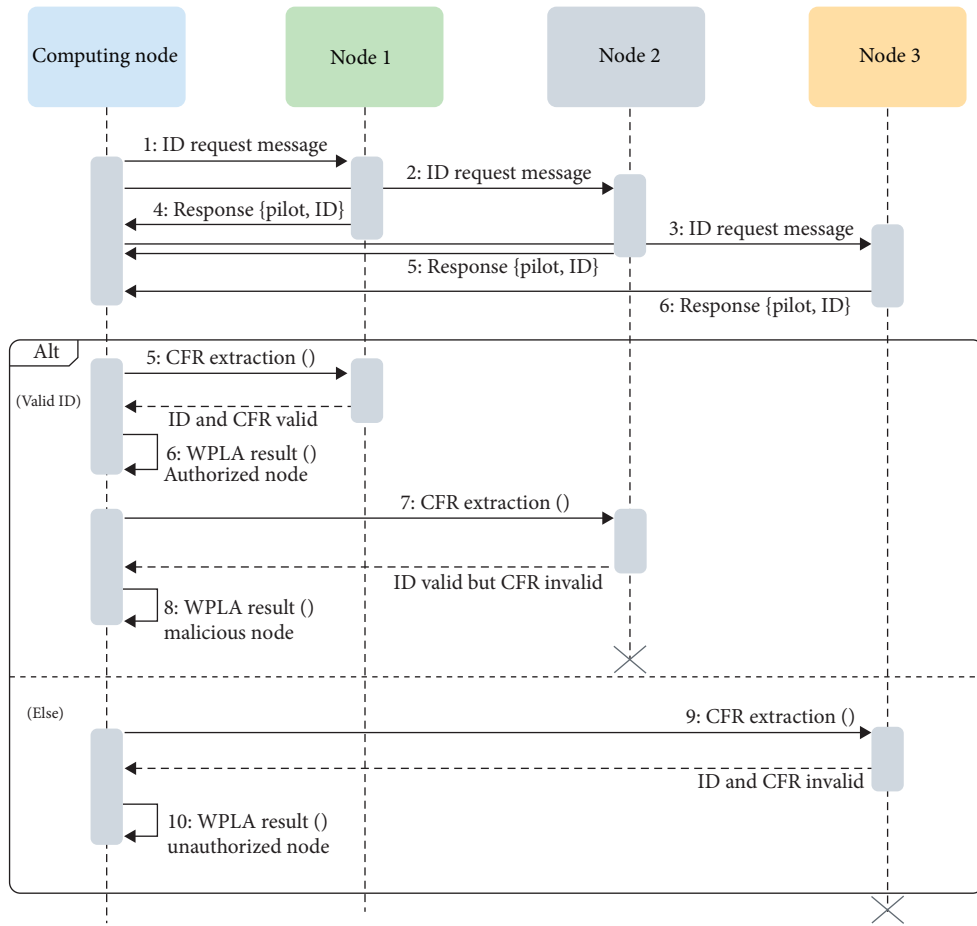 Computing node
Node 1
Node 2
Node 3
1: ID request message
2: ID request message
4: Response {pilot, ID}
3: ID request message
5: Response {pilot, ID}
6: Response {pilot, ID}
Alt
5: CFR extraction ()
(Valid ID)
ID and CFR valid
6: WPLA result ()
Authorized node
7: CFR extraction ()
ID valid but CFR invalid
8: WPLA result ()
malicious node
(Else)
9: CFR extraction ()
ID and CFR invalid
10: WPLA result ()
unauthorized node